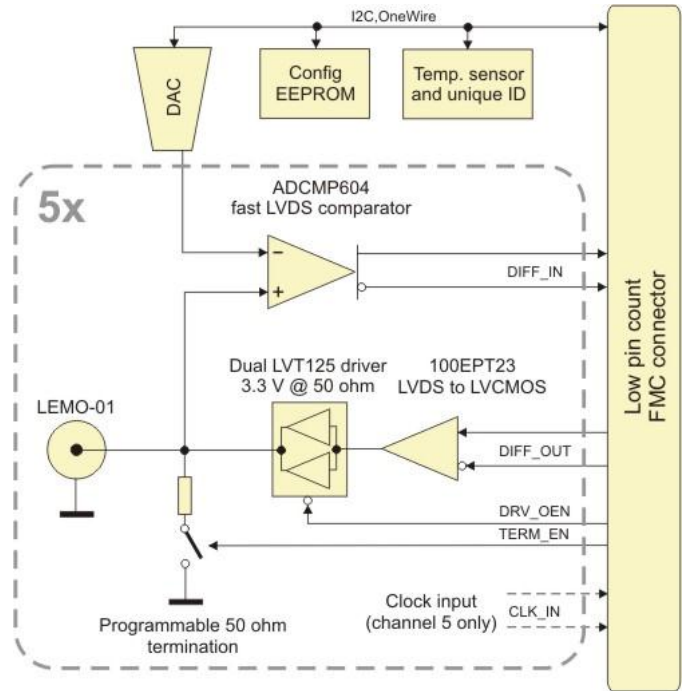 I2C,OneWire
DAC
Config
EEPROM
Temp. sensor
and unique ID
5x
ADCMP604
fast LVDS comparator
−
+
DIFF_IN
Low pin count
FMC connector
Dual LVT125 driver
3.3 V @ 50 ohm
100EPT23
LVDS to LVCMOS
LEMO-01
DIFF_OUT
DRV_OEN
TERM_EN
Programmable 50 ohm
termination
Clock input
(channel 5 only)
CLK_IN